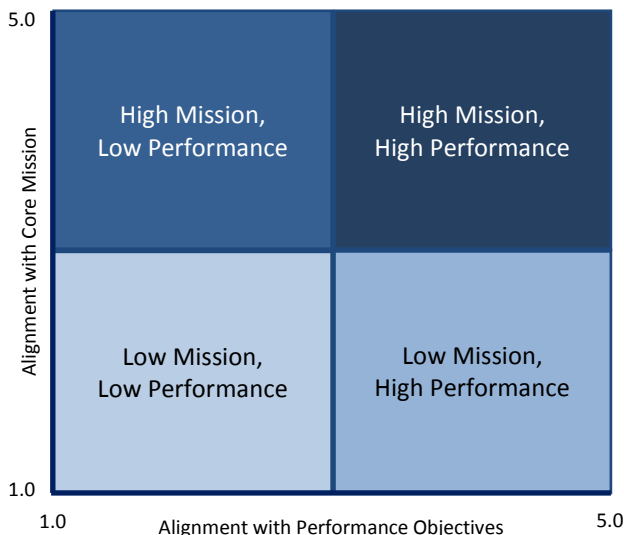 5.0
Alignment with Core Mission
High Mission,
Low Performance
High Mission,
High Performance
Low Mission,
Low Performance
Low Mission,
High Performance
1.0
1.0
Alignment with Performance Objectives
5.0